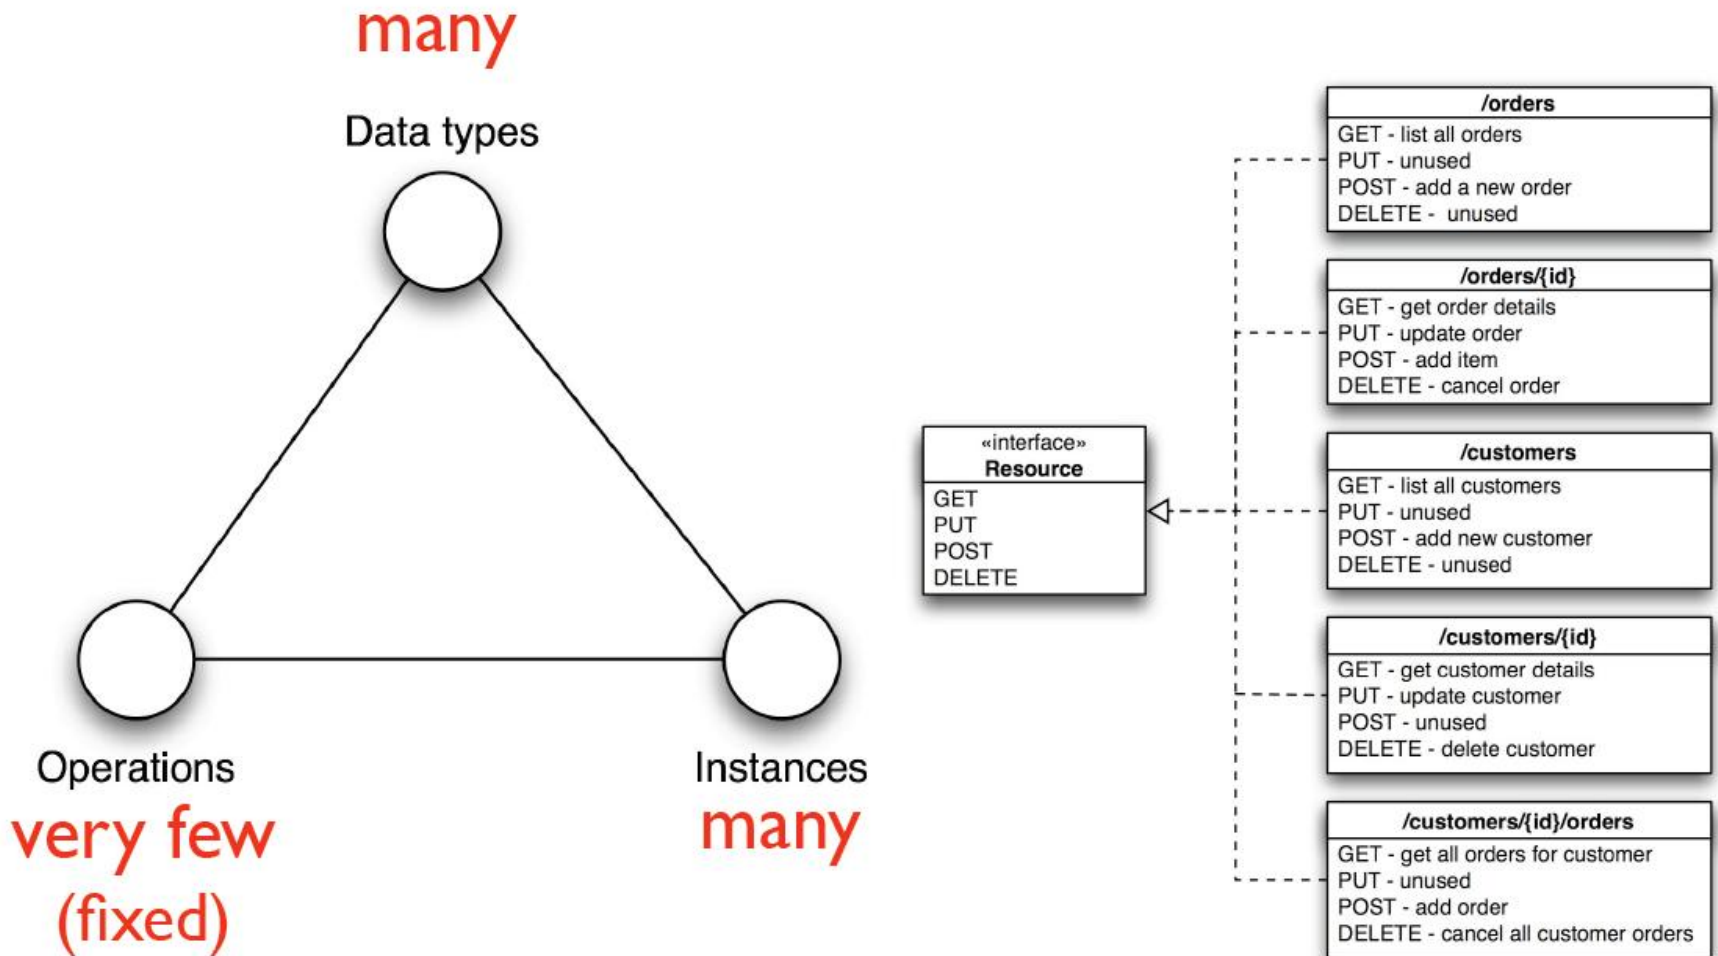 many
Data types
Operations
very few
(fixed)
Instances
many
«interface»
Resource
GET
PUT
POST
DELETE
/orders
GET - list all orders
PUT - unused
POST - add a new order
DELETE -  unused
/orders/{id}
GET - get order details
PUT - update order
POST - add item
DELETE - cancel order
/customers
GET - list all customers
PUT - unused
POST - add new customer
DELETE - unused
/customers/{id}
GET - get customer details
PUT - update customer
POST - unused
DELETE - delete customer
/customers/{id}/orders
GET - get all orders for customer
PUT - unused
POST - add order
DELETE - cancel all customer orders